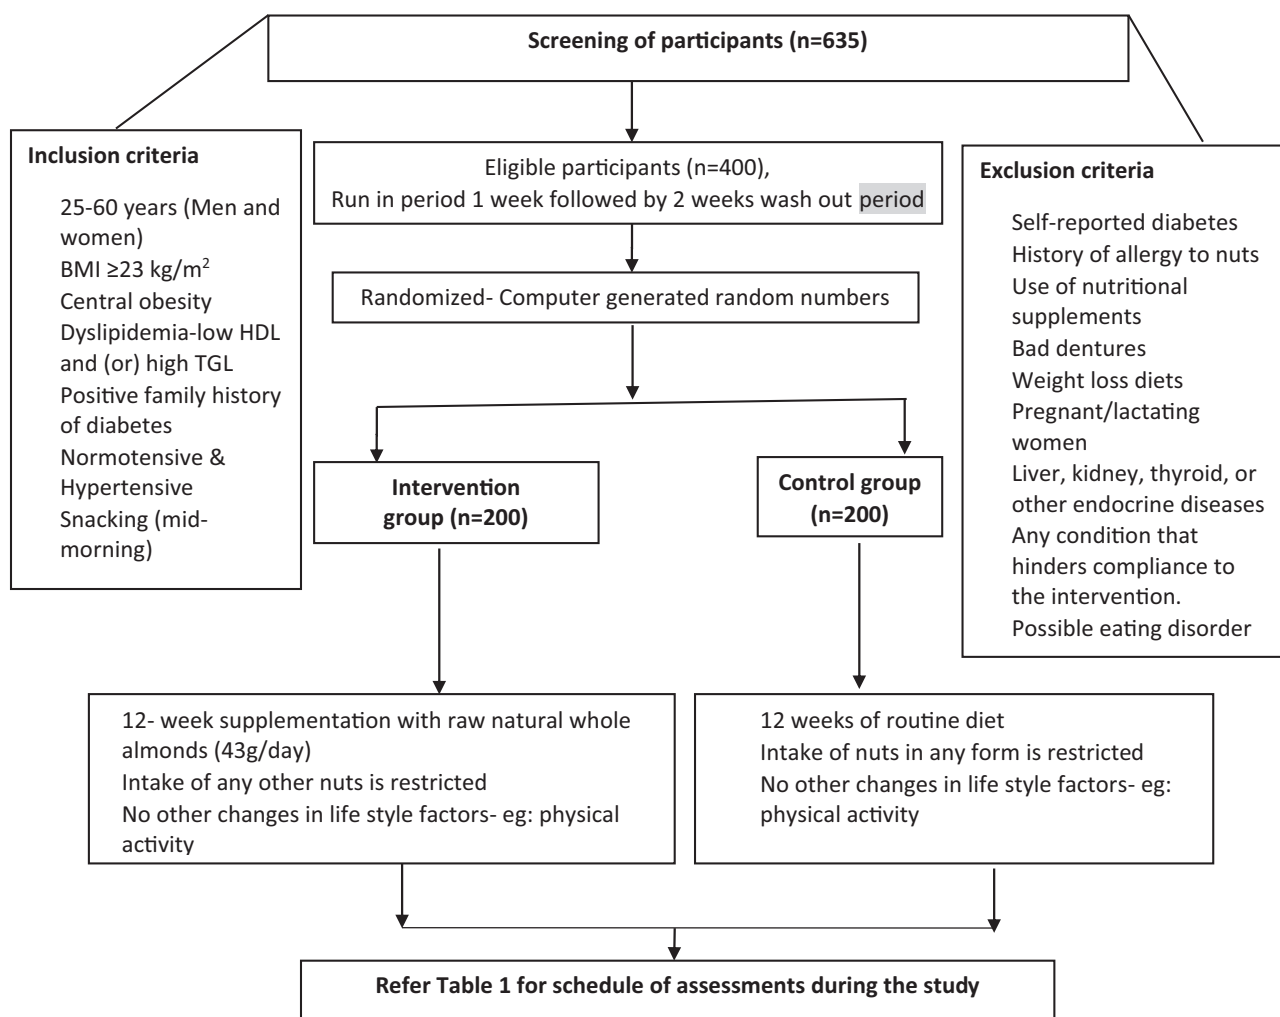 Screening of participants (n=635)
Inclusion criteria
25-60 years (Men and
women)
BMI ≥23 kg/m²
Central obesity
Dyslipidemia-low HDL
and (or) high TGL
Positive family history
of diabetes
Normotensive &
Hypertensive
Snacking (mid-
morning)
Eligible participants (n=400),
Run in period 1 week followed by 2 weeks wash out period
Exclusion criteria
Self-reported diabetes
History of allergy to nuts
Use of nutritional
supplements
Bad dentures
Weight loss diets
Pregnant/lactating
women
Liver, kidney, thyroid, or
other endocrine diseases
Any condition that
hinders compliance to
the intervention.
Possible eating disorder
Randomized- Computer generated random numbers
Intervention
group (n=200)
Control group
(n=200)
12- week supplementation with raw natural whole
almonds (43g/day)
Intake of any other nuts is restricted
No other changes in life style factors- eg: physical
activity
12 weeks of routine diet
Intake of nuts in any form is restricted
No other changes in life style factors- eg:
physical activity
Refer Table 1 for schedule of assessments during the study